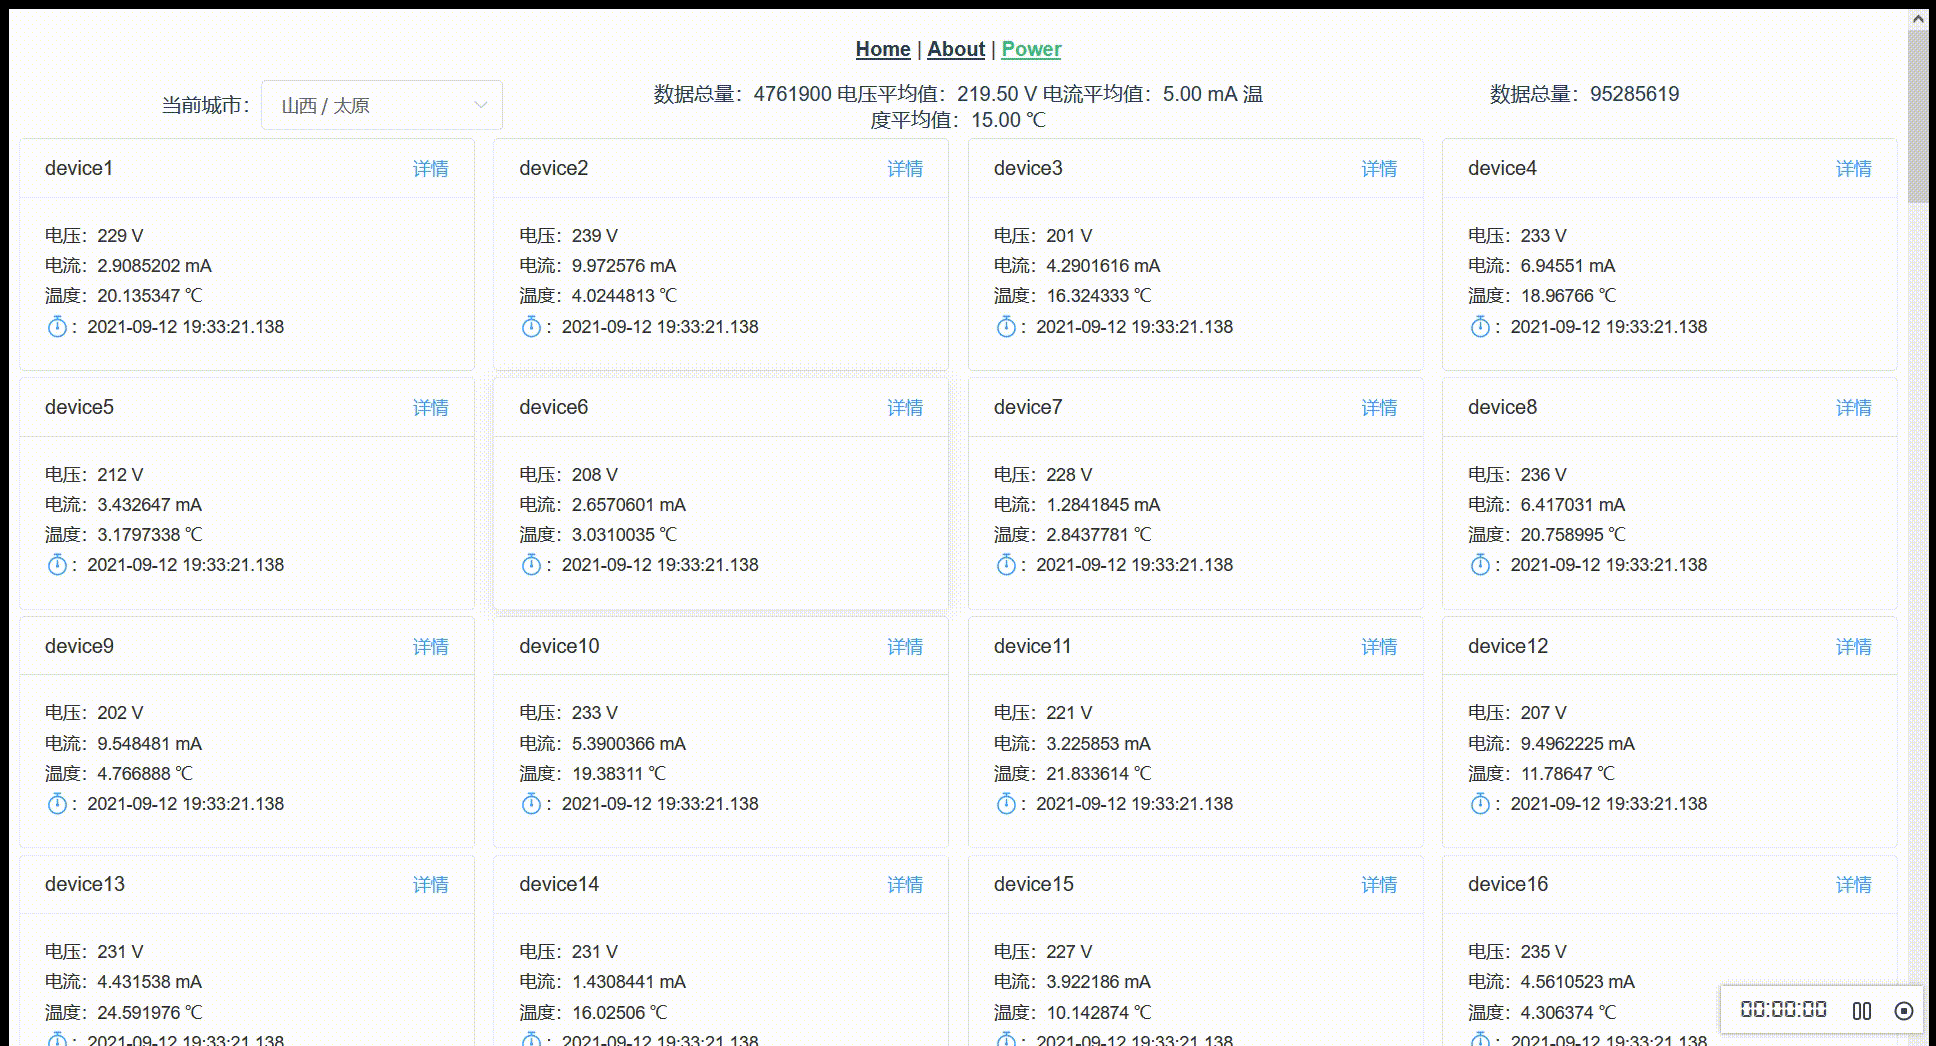 Home | About | Power
当前城市：
山西 / 太原
数据总量：4761900 电压平均值：219.50 V 电流平均值：5.00 mA 温
度平均值：15.00 ℃
数据总量：95285619
device1 详情
电压：229 V
电流：2.9085202 mA
温度：20.135347 ℃
：2021-09-12 19:33:21.138
device2 详情
电压：239 V
电流：9.972576 mA
温度：4.0244813 ℃
：2021-09-12 19:33:21.138
device3 详情
电压：201 V
电流：4.2901616 mA
温度：16.324333 ℃
：2021-09-12 19:33:21.138
device4 详情
电压：233 V
电流：6.94551 mA
温度：18.96766 ℃
：2021-09-12 19:33:21.138
device5 详情
电压：212 V
电流：3.432647 mA
温度：3.1797338 ℃
：2021-09-12 19:33:21.138
device6 详情
电压：208 V
电流：2.6570601 mA
温度：3.0310035 ℃
：2021-09-12 19:33:21.138
device7 详情
电压：228 V
电流：1.2841845 mA
温度：2.8437781 ℃
：2021-09-12 19:33:21.138
device8 详情
电压：236 V
电流：6.417031 mA
温度：20.758995 ℃
：2021-09-12 19:33:21.138
device9 详情
电压：202 V
电流：9.548481 mA
温度：4.766888 ℃
：2021-09-12 19:33:21.138
device10 详情
电压：233 V
电流：5.3900366 mA
温度：19.38311 ℃
：2021-09-12 19:33:21.138
device11 详情
电压：221 V
电流：3.225853 mA
温度：21.833614 ℃
：2021-09-12 19:33:21.138
device12 详情
电压：207 V
电流：9.4962225 mA
温度：11.78647 ℃
：2021-09-12 19:33:21.138
device13 详情
电压：231 V
电流：4.431538 mA
温度：24.591976 ℃
：2021-09-12 19:33:21.138
device14 详情
电压：231 V
电流：1.4308441 mA
温度：16.02506 ℃
：2021-09-12 19:33:21.138
device15 详情
电压：227 V
电流：3.922186 mA
温度：10.142874 ℃
：2021-09-12 19:33:21.138
device16 详情
电压：235 V
电流：4.5610523 mA
温度：4.306374 ℃
：2021-09-12 19:33:21.138
00:00:00